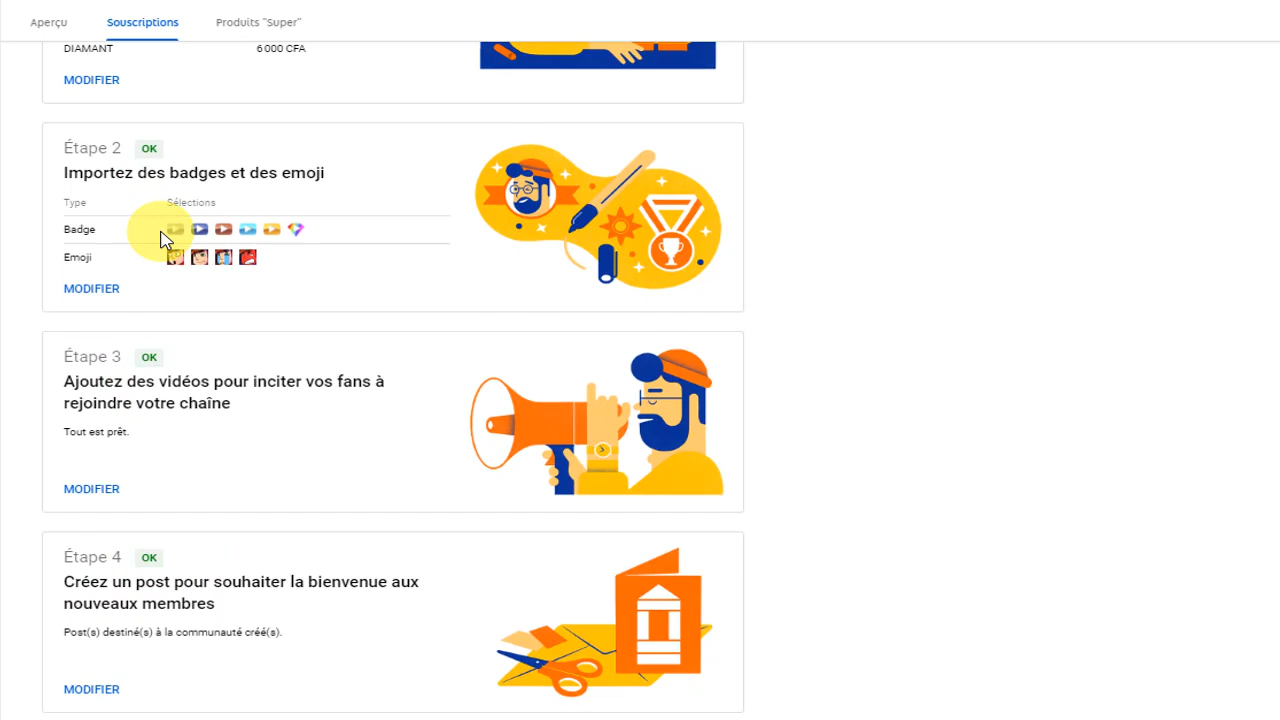 Aperçu Souscriptions Produits "Super"
DIAMANT 6 000 CFA
MODIFIER
Étape 2 OK
Importez des badges et des emoji
Type Sélections
Badge
Emoji
MODIFIER
Étape 3 OK
Ajoutez des vidéos pour inciter vos fans à
rejoindre votre chaîne
Tout est prêt.
MODIFIER
Étape 4 OK
Créez un post pour souhaiter la bienvenue aux
nouveaux membres
Post(s) destiné(s) à la communauté créé(s).
MODIFIER